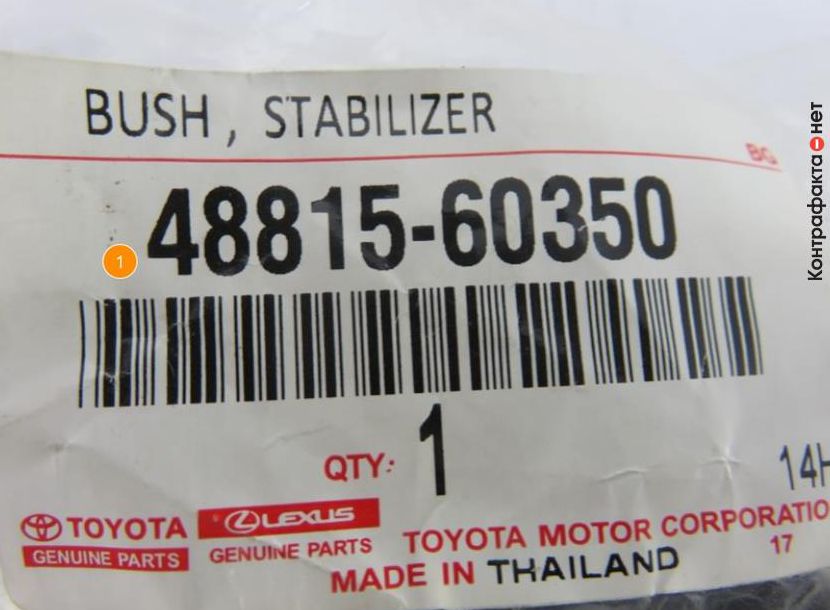 BUSH, STABILIZER
BIG
48815-60350
1
QTY: 1
14H
TOYOTA
GENUINE PARTS
LEXUS
GENUINE PARTS
TOYOTA MOTOR CORPORATIO
17
MADE IN THAILAND
Контрафакта нет